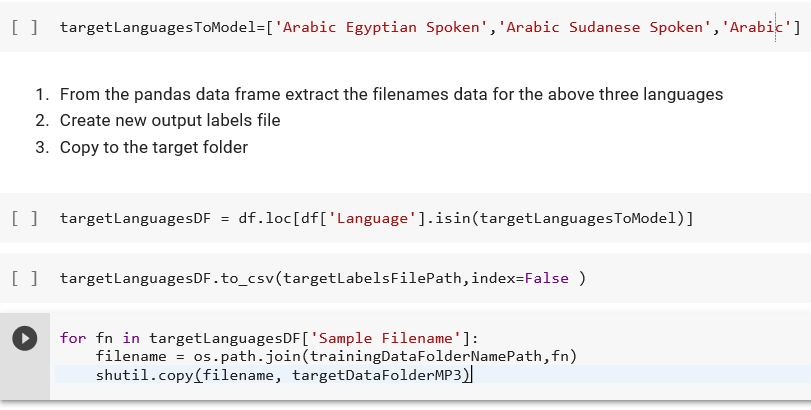 [ ] targetLanguagesToModel=['Arabic Egyptian Spoken','Arabic Sudanese Spoken','Arabic']
1. From the pandas data frame extract the filenames data for the above three languages
2. Create new output labels file
3. Copy to the target folder
[ ] targetLanguagesDF = df.loc[df['Language'].isin(targetLanguagesToModel)]
[ ] targetLanguagesDF.to_csv(targetLabelsFilePath,index=False )
for fn in targetLanguagesDF['Sample Filename']:
    filename = os.path.join(trainingDataFolderNamePath,fn)
    shutil.copy(filename, targetDataFolderMP3)